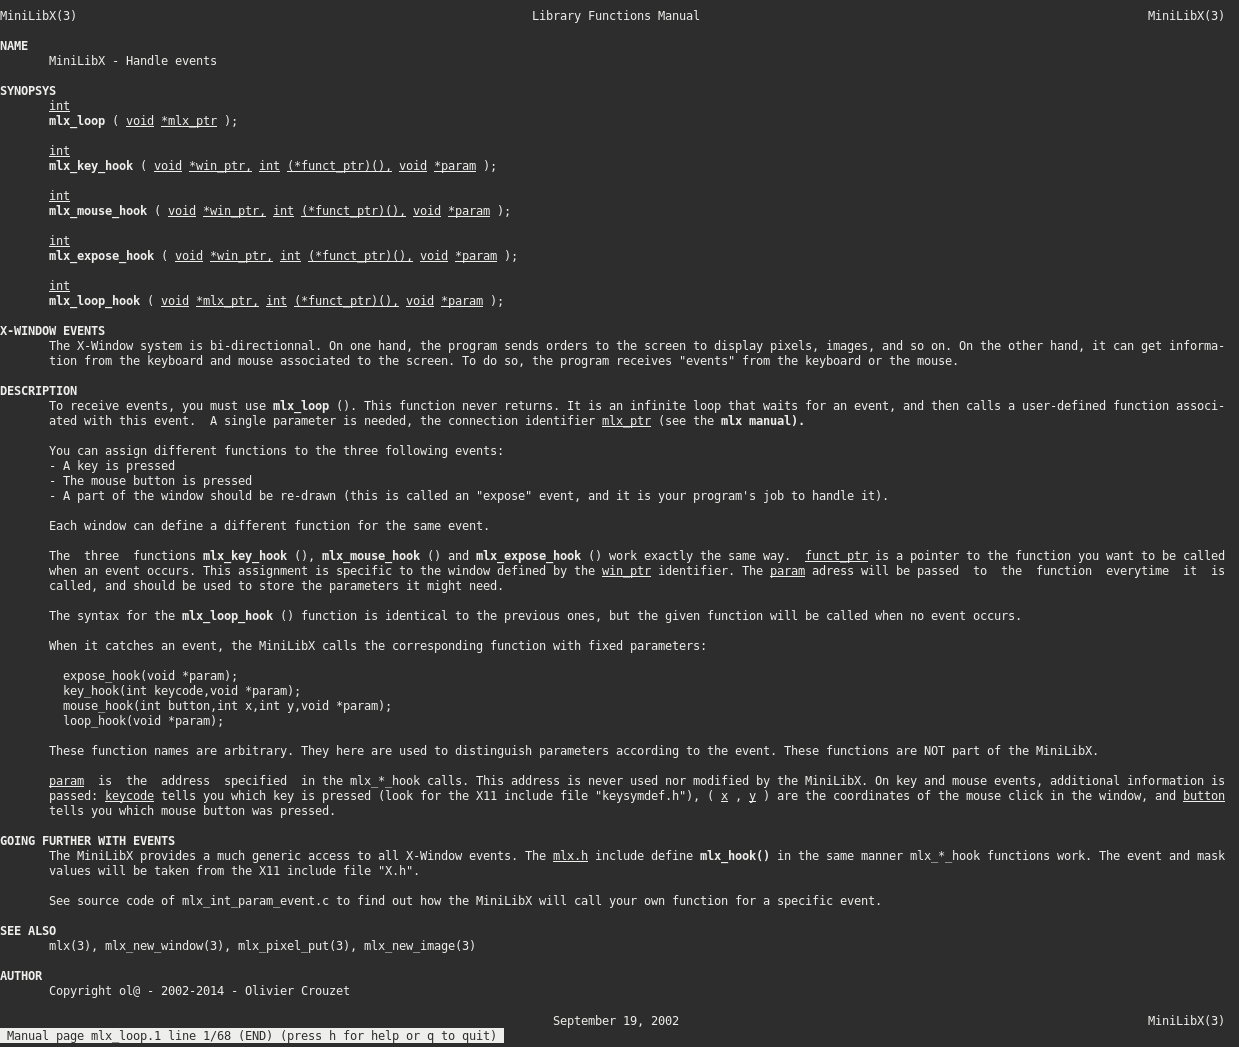 MiniLibX(3) Library Functions Manual MiniLibX(3)
NAME
MiniLibX - Handle events
SYNOPSYS
int
mlx_loop ( void *mlx_ptr );
int
mlx_key_hook ( void *win_ptr, int (*funct_ptr)(), void *param );
int
mlx_mouse_hook ( void *win_ptr, int (*funct_ptr)(), void *param );
int
mlx_expose_hook ( void *win_ptr, int (*funct_ptr)(), void *param );
int
mlx_loop_hook ( void *mlx_ptr, int (*funct_ptr)(), void *param );
X-WINDOW EVENTS
The X-Window system is bi-directionnal. On one hand, the program sends orders to the screen to display pixels, images, and so on. On the other hand, it can get informa-
tion from the keyboard and mouse associated to the screen. To do so, the program receives "events" from the keyboard or the mouse.
DESCRIPTION
To receive events, you must use mlx_loop (). This function never returns. It is an infinite loop that waits for an event, and then calls a user-defined function associ-
ated with this event.  A single parameter is needed, the connection identifier mlx_ptr (see the mlx manual).
You can assign different functions to the three following events:
- A key is pressed
- The mouse button is pressed
- A part of the window should be re-drawn (this is called an "expose" event, and it is your program's job to handle it).
Each window can define a different function for the same event.
The  three  functions mlx_key_hook (), mlx_mouse_hook () and mlx_expose_hook () work exactly the same way.  funct_ptr is a pointer to the function you want to be called
when an event occurs. This assignment is specific to the window defined by the win_ptr identifier. The param adress will be passed  to  the  function  everytime  it  is
called, and should be used to store the parameters it might need.
The syntax for the mlx_loop_hook () function is identical to the previous ones, but the given function will be called when no event occurs.
When it catches an event, the MiniLibX calls the corresponding function with fixed parameters:
expose_hook(void *param);
key_hook(int keycode,void *param);
mouse_hook(int button,int x,int y,void *param);
loop_hook(void *param);
These function names are arbitrary. They here are used to distinguish parameters according to the event. These functions are NOT part of the MiniLibX.
param  is  the  address  specified  in the mlx_*_hook calls. This address is never used nor modified by the MiniLibX. On key and mouse events, additional information is
passed: keycode tells you which key is pressed (look for the X11 include file "keysymdef.h"), ( x , y ) are the coordinates of the mouse click in the window, and button
tells you which mouse button was pressed.
GOING FURTHER WITH EVENTS
The MiniLibX provides a much generic access to all X-Window events. The mlx.h include define mlx_hook() in the same manner mlx_*_hook functions work. The event and mask
values will be taken from the X11 include file "X.h".
See source code of mlx_int_param_event.c to find out how the MiniLibX will call your own function for a specific event.
SEE ALSO
mlx(3), mlx_new_window(3), mlx_pixel_put(3), mlx_new_image(3)
AUTHOR
Copyright ol@ - 2002-2014 - Olivier Crouzet
September 19, 2002 MiniLibX(3)
Manual page mlx_loop.1 line 1/68 (END) (press h for help or q to quit)